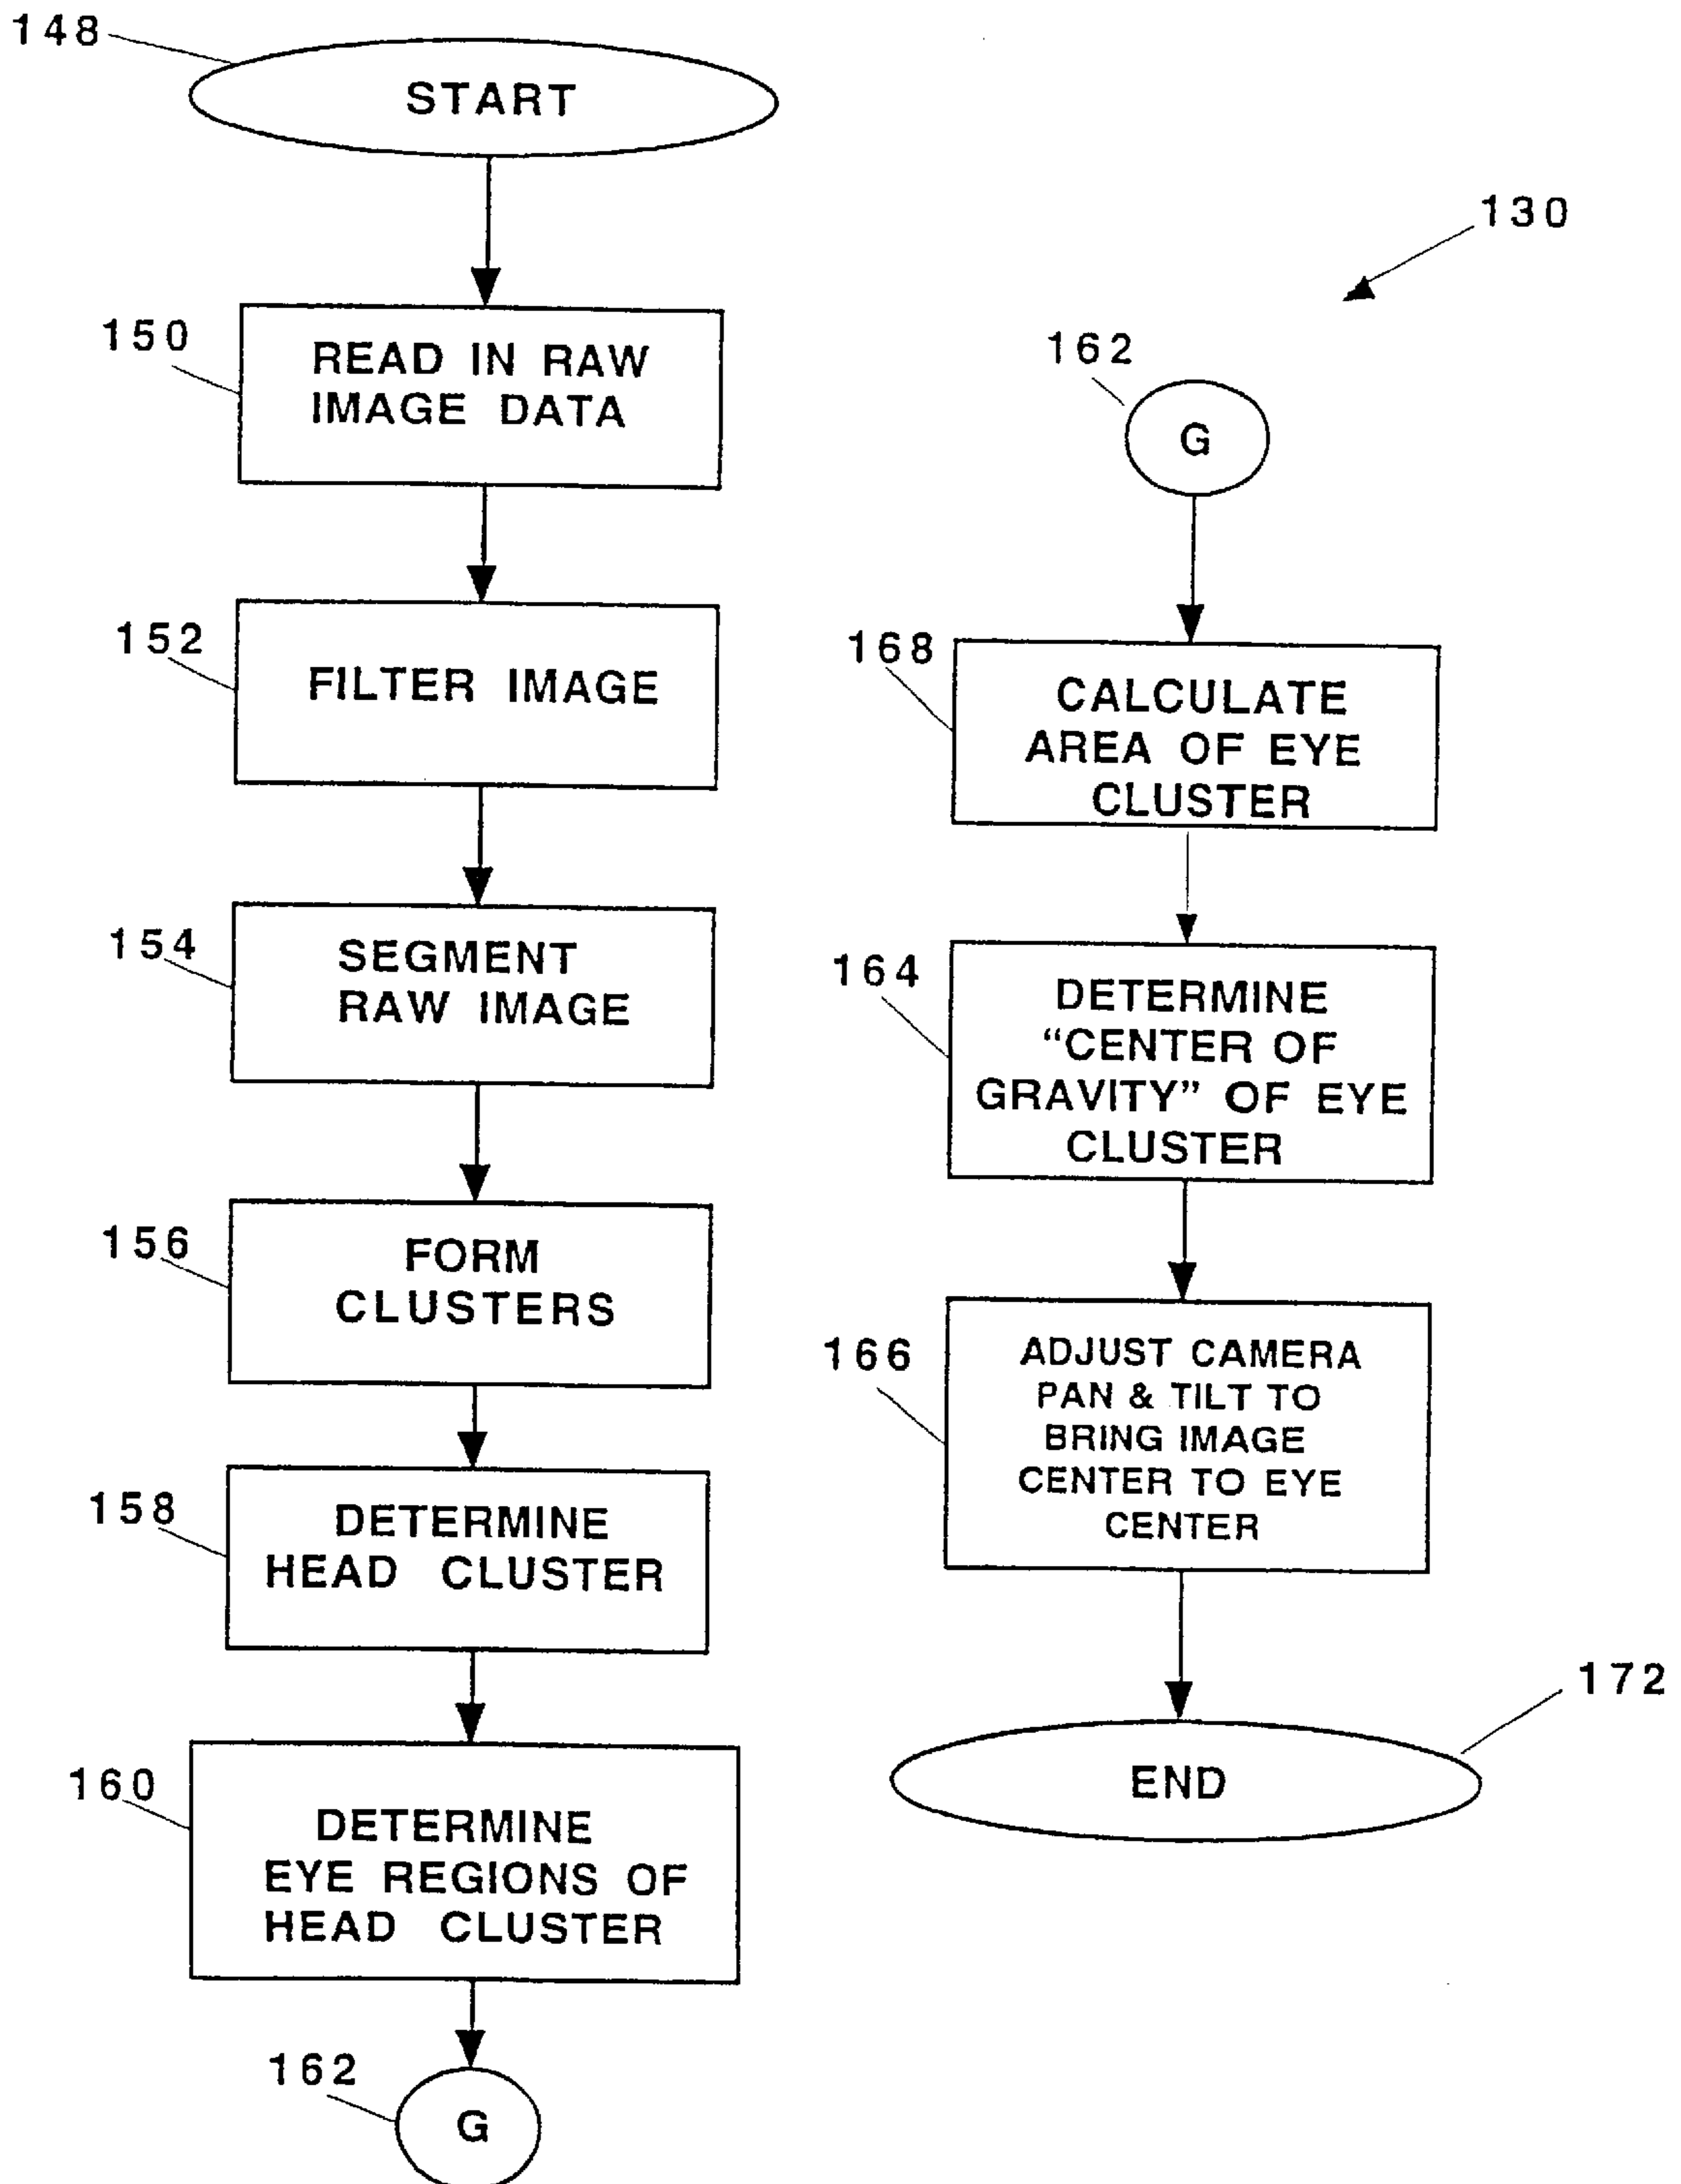 148
START
150
READ IN RAW
IMAGE DATA
152
FILTER IMAGE
154
SEGMENT
RAW IMAGE
156
FORM
CLUSTERS
158
DETERMINE
HEAD CLUSTER
160
DETERMINE
EYE REGIONS OF
HEAD CLUSTER
162
G
130
162
G
168
CALCULATE
AREA OF EYE
CLUSTER
164
DETERMINE
“CENTER OF
GRAVITY” OF EYE
CLUSTER
166
ADJUST CAMERA
PAN & TILT TO
BRING IMAGE
CENTER TO EYE
CENTER
172
END